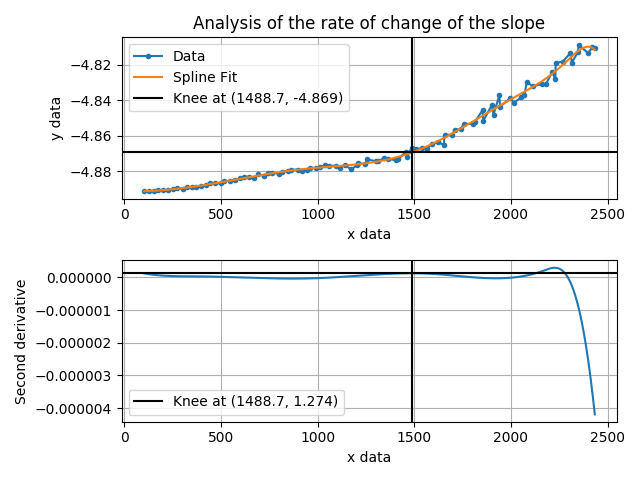 Analysis of the rate of change of the slope
Data
Spline Fit
Knee at (1488.7, -4.869)
y data
−4.82
−4.84
−4.86
−4.88
0 500 1000 1500 2000 2500
x data
Second derivative
0.000000
−0.000001
−0.000002
−0.000003
−0.000004
Knee at (1488.7, 1.274)
0 500 1000 1500 2000 2500
x data